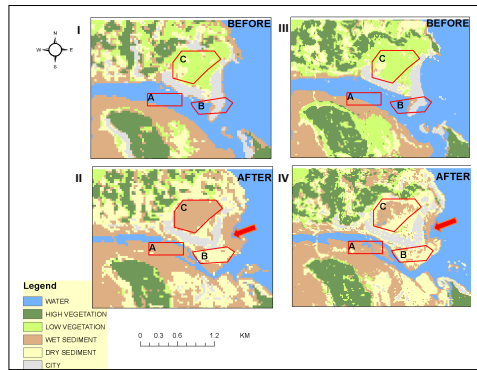 I
BEFORE
III
BEFORE
N
W
E
S
C
A
B
C
A
B
II
AFTER
IV
AFTER
C
A
B
C
A
B
Legend
WATER
HIGH VEGETATION
LOW VEGETATION
WET SEDIMENT
DRY SEDIMENT
CITY
0 0.3 0.6 1.2 KM